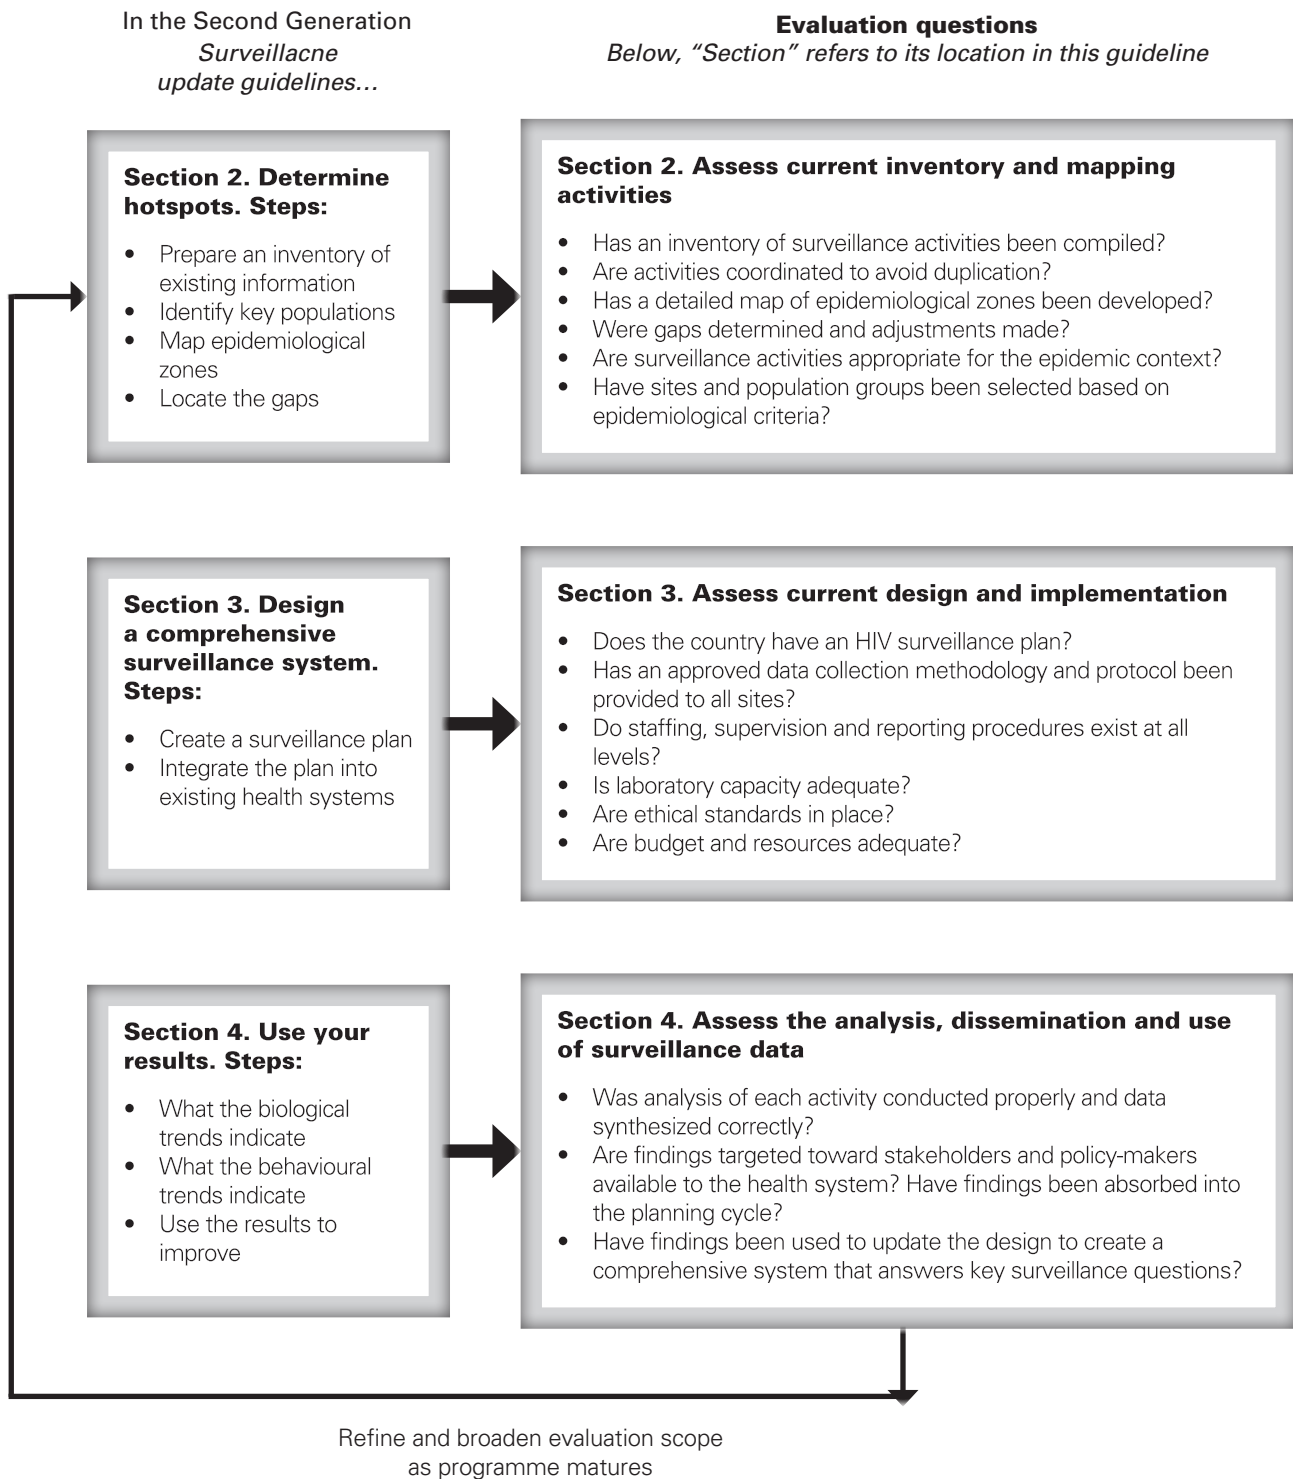 In the Second Generation
Surveillacne
update guidelines…
Evaluation questions
Below, “Section” refers to its location in this guideline
Section 2. Determine
hotspots. Steps:
• Prepare an inventory of
existing information
• Identify key populations
• Map epidemiological
zones
• Locate the gaps
Section 2. Assess current inventory and mapping
activities
• Has an inventory of surveillance activities been compiled?
• Are activities coordinated to avoid duplication?
• Has a detailed map of epidemiological zones been developed?
• Were gaps determined and adjustments made?
• Are surveillance activities appropriate for the epidemic context?
• Have sites and population groups been selected based on
epidemiological criteria?
Section 3. Design
a comprehensive
surveillance system.
Steps:
• Create a surveillance plan
• Integrate the plan into
existing health systems
Section 3. Assess current design and implementation
• Does the country have an HIV surveillance plan?
• Has an approved data collection methodology and protocol been
provided to all sites?
• Do staffing, supervision and reporting procedures exist at all
levels?
• Is laboratory capacity adequate?
• Are ethical standards in place?
• Are budget and resources adequate?
Section 4. Use your
results. Steps:
• What the biological
trends indicate
• What the behavioural
trends indicate
• Use the results to
improve
Section 4. Assess the analysis, dissemination and use
of surveillance data
• Was analysis of each activity conducted properly and data
synthesized correctly?
• Are findings targeted toward stakeholders and policy-makers
available to the health system? Have findings been absorbed into
the planning cycle?
• Have findings been used to update the design to create a
comprehensive system that answers key surveillance questions?
Refine and broaden evaluation scope
as programme matures